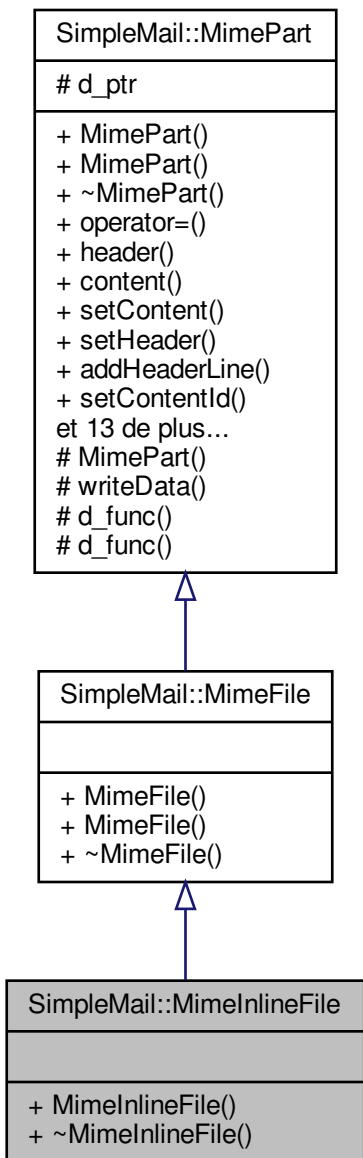 SimpleMail::MimePart
# d_ptr
+ MimePart()
+ MimePart()
+ ~MimePart()
+ operator=()
+ header()
+ content()
+ setContent()
+ setHeader()
+ addHeaderLine()
+ setContentId()
et 13 de plus...
# MimePart()
# writeData()
# d_func()
# d_func()
SimpleMail::MimeFile
+ MimeFile()
+ MimeFile()
+ ~MimeFile()
SimpleMail::MimeInlineFile
+ MimeInlineFile()
+ ~MimeInlineFile()